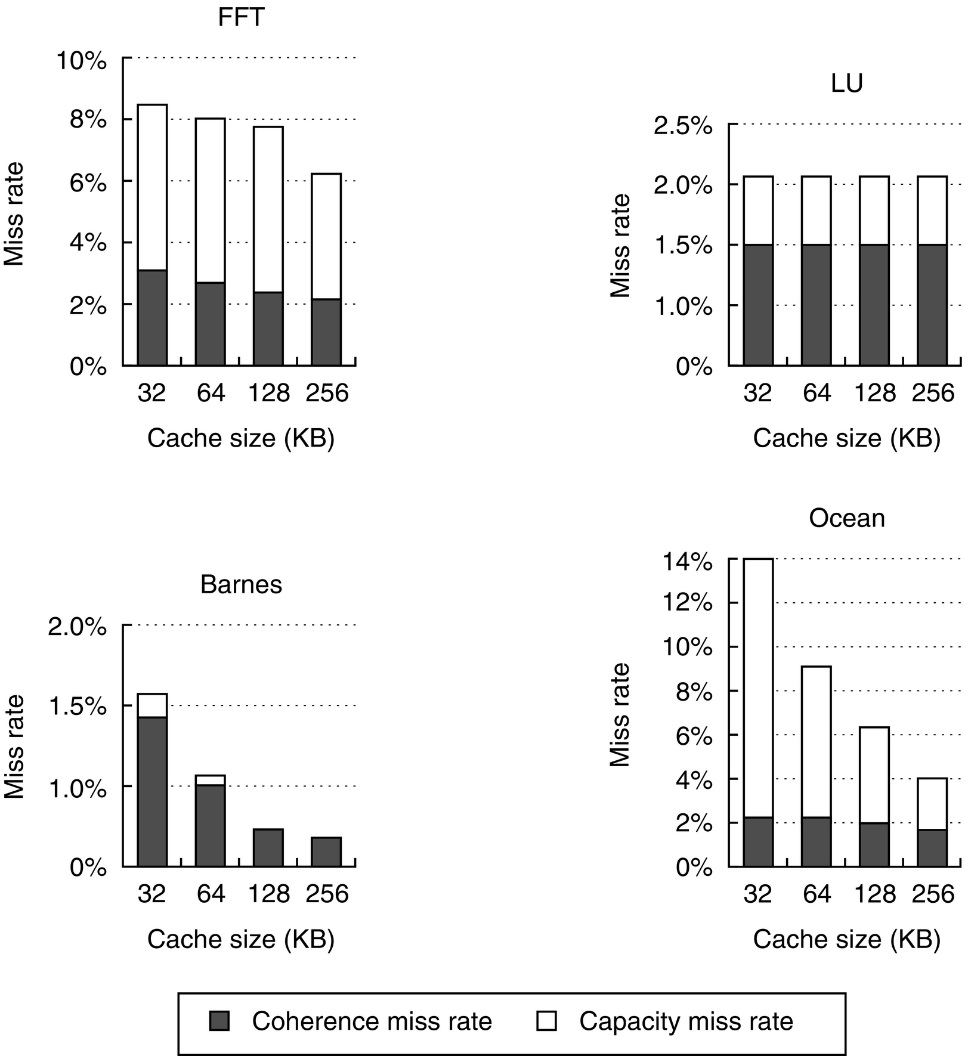 FFT
10%
8%
6%
4%
2%
0%
Miss rate
32 64 128 256
Cache size (KB)
LU
2.5%
2.0%
1.5%
1.0%
0%
Miss rate
32 64 128 256
Cache size (KB)
Barnes
2.0%
1.5%
1.0%
0%
Miss rate
32 64 128 256
Cache size (KB)
Ocean
14%
12%
10%
8%
6%
4%
2%
0%
Miss rate
32 64 128 256
Cache size (KB)
Coherence miss rate Capacity miss rate